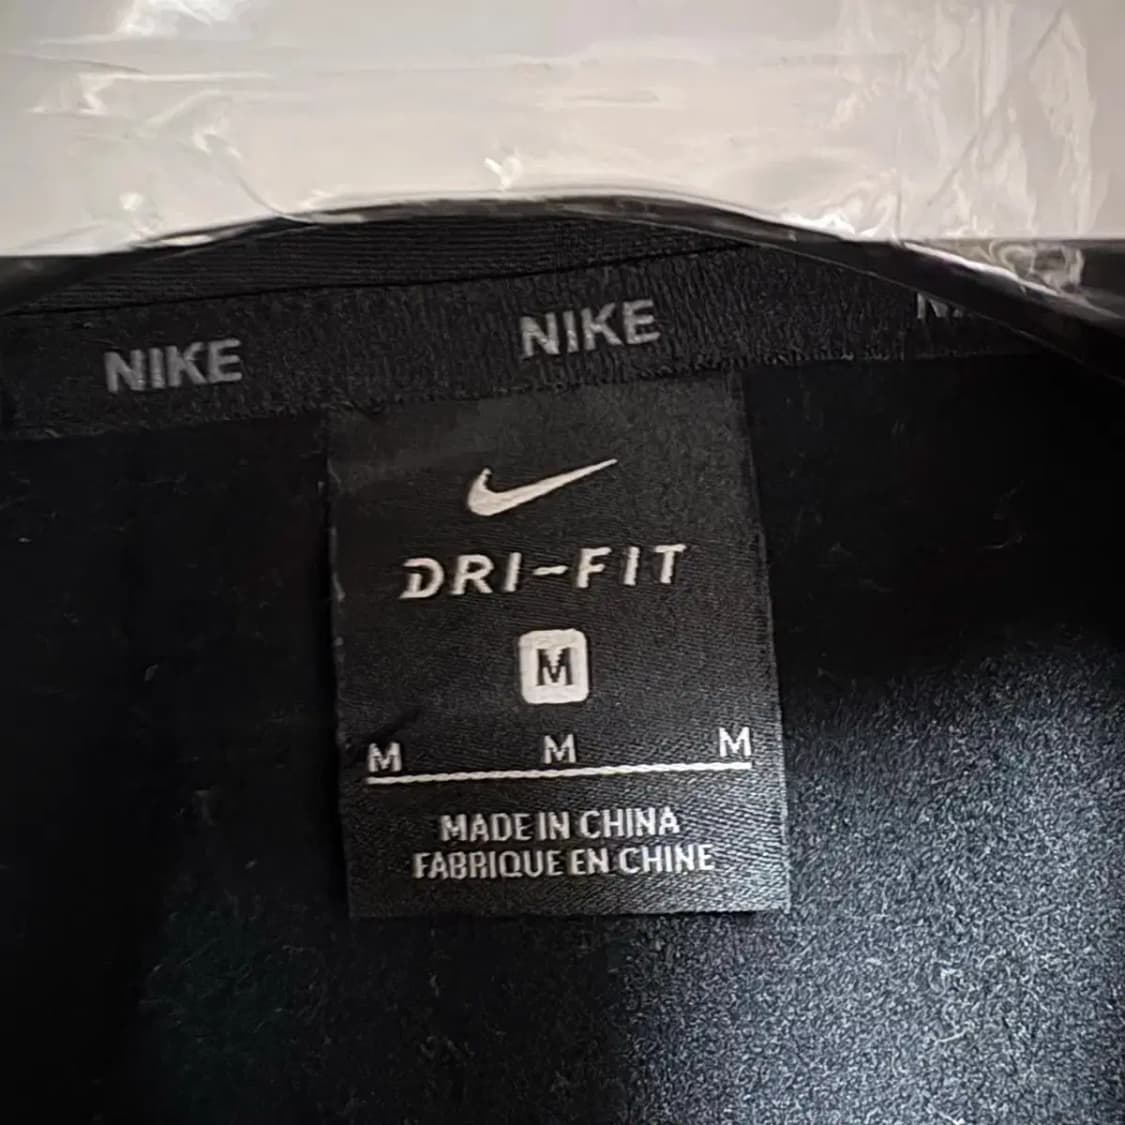 NIKE NIKE
DRI-FIT
M
M M M
MADE IN CHINA
FABRIQUE EN CHINE